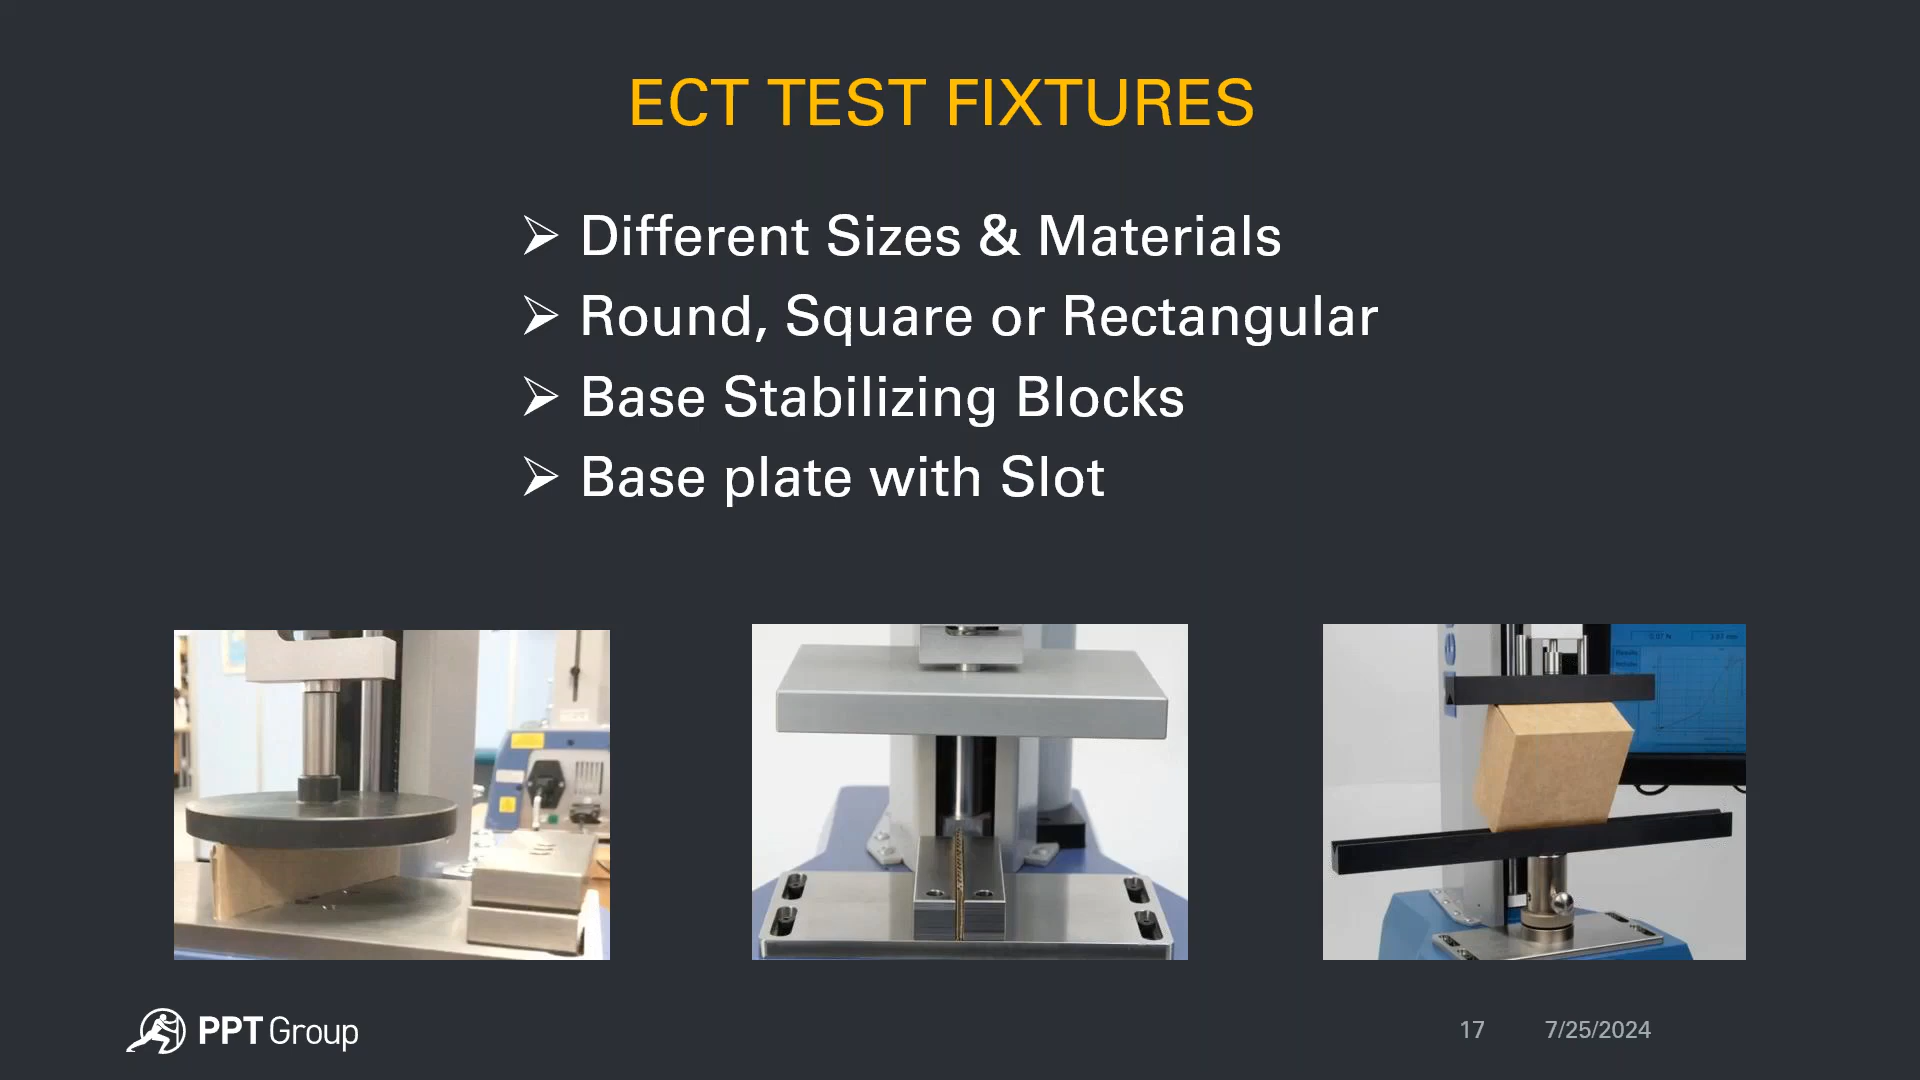 ECT TEST FIXTURES
➢ Different Sizes & Materials
➢ Round, Square or Rectangular
➢ Base Stabilizing Blocks
➢ Base plate with Slot
PPT Group
17
7/25/2024